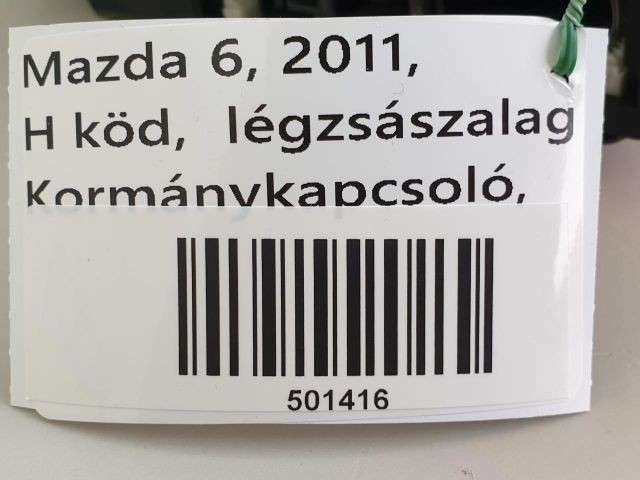 Mazda 6, 2011,
H köd, légzsászalag
Kormánykapcsoló,
501416